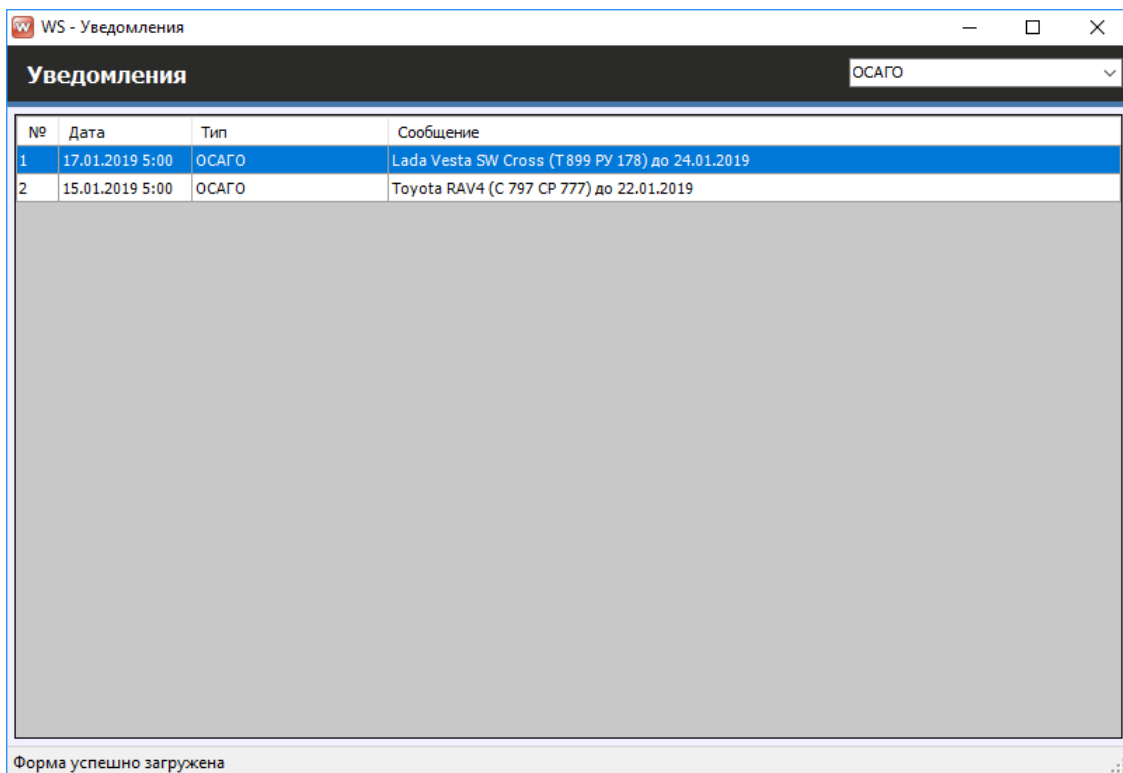 WS - Уведомления
Уведомления ОСАГО
№ Дата Тип Сообщение
1 17.01.2019 5:00 ОСАГО Lada Vesta SW Cross (Т 899 РУ 178) до 24.01.2019
2 15.01.2019 5:00 ОСАГО Toyota RAV4 (С 797 СР 777) до 22.01.2019
Форма успешно загружена